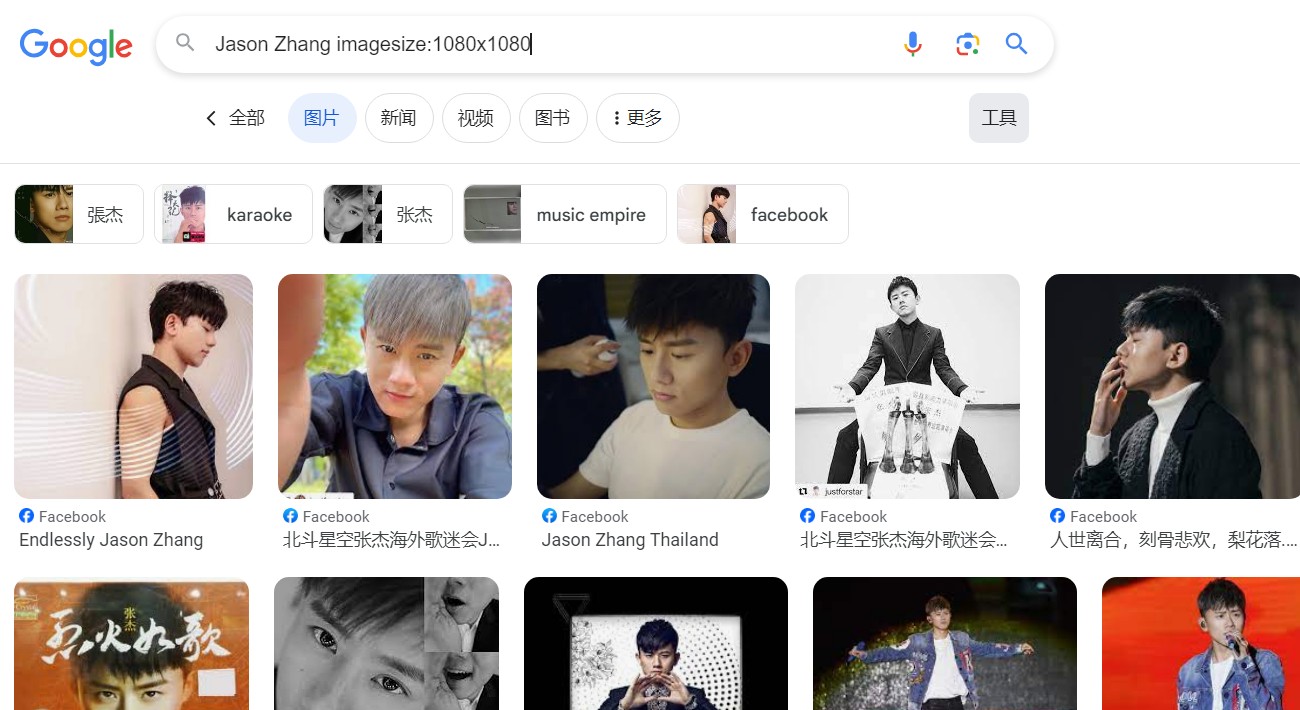 Google
Jason Zhang imagesize:1080x1080
全部
图片
新闻
视频
图书
更多
工具
張杰
karaoke
张杰
music empire
facebook
justforstar
Facebook
Endlessly Jason Zhang
Facebook
北斗星空张杰海外歌迷会J...
Facebook
Jason Zhang Thailand
Facebook
北斗星空张杰海外歌迷会...
Facebook
人世离合，刻骨悲欢，梨花落....
张杰
烈火如歌